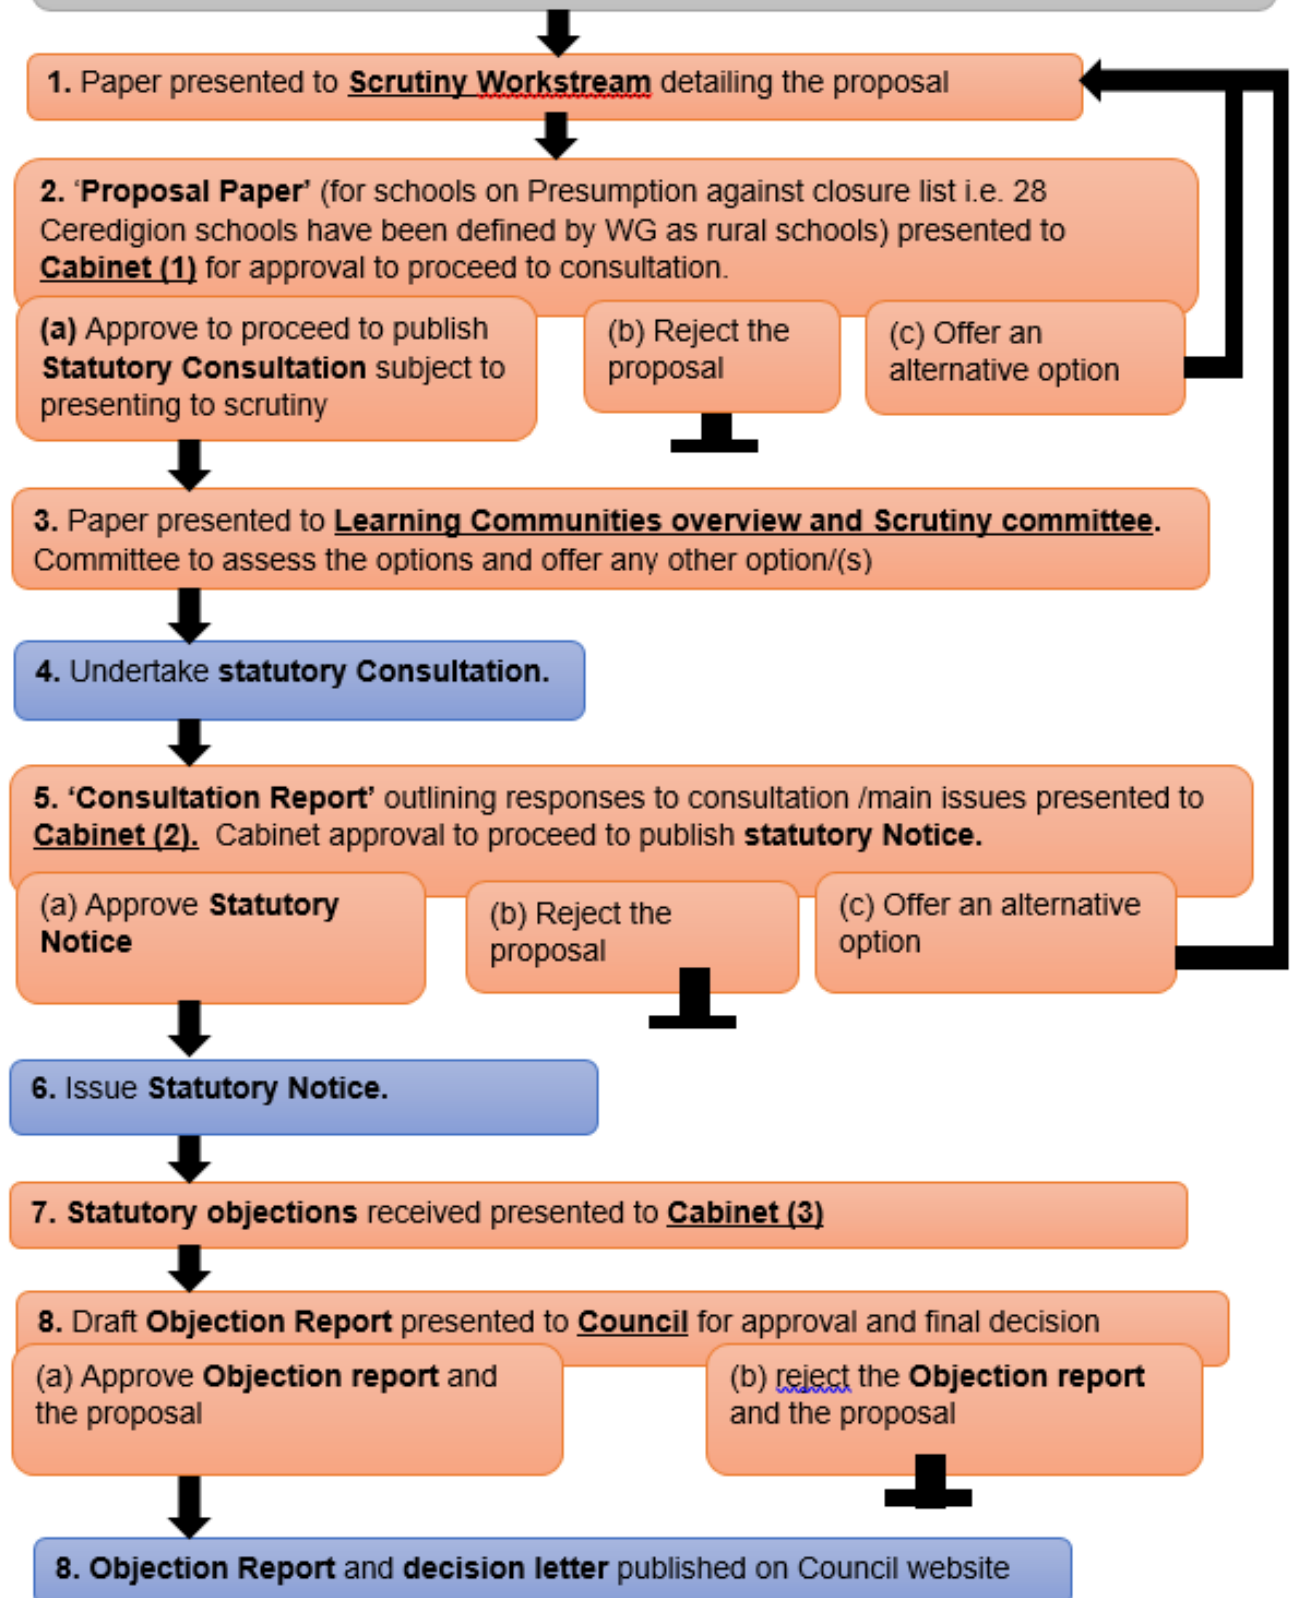 1. Paper presented to Scrutiny Workstream detailing the proposal
2. ‘Proposal Paper’ (for schools on Presumption against closure list i.e. 28
Ceredigion schools have been defined by WG as rural schools) presented to
Cabinet (1) for approval to proceed to consultation.
(a) Approve to proceed to publish
Statutory Consultation subject to
presenting to scrutiny
(b) Reject the
proposal
(c) Offer an
alternative option
3. Paper presented to Learning Communities overview and Scrutiny committee.
Committee to assess the options and offer any other option/(s)
4. Undertake statutory Consultation.
5. ‘Consultation Report’ outlining responses to consultation /main issues presented to
Cabinet (2). Cabinet approval to proceed to publish statutory Notice.
(a) Approve Statutory
Notice
(b) Reject the
proposal
(c) Offer an alternative
option
6. Issue Statutory Notice.
7. Statutory objections received presented to Cabinet (3)
8. Draft Objection Report presented to Council for approval and final decision
(a) Approve Objection report and
the proposal
(b) reject the Objection report
and the proposal
8. Objection Report and decision letter published on Council website